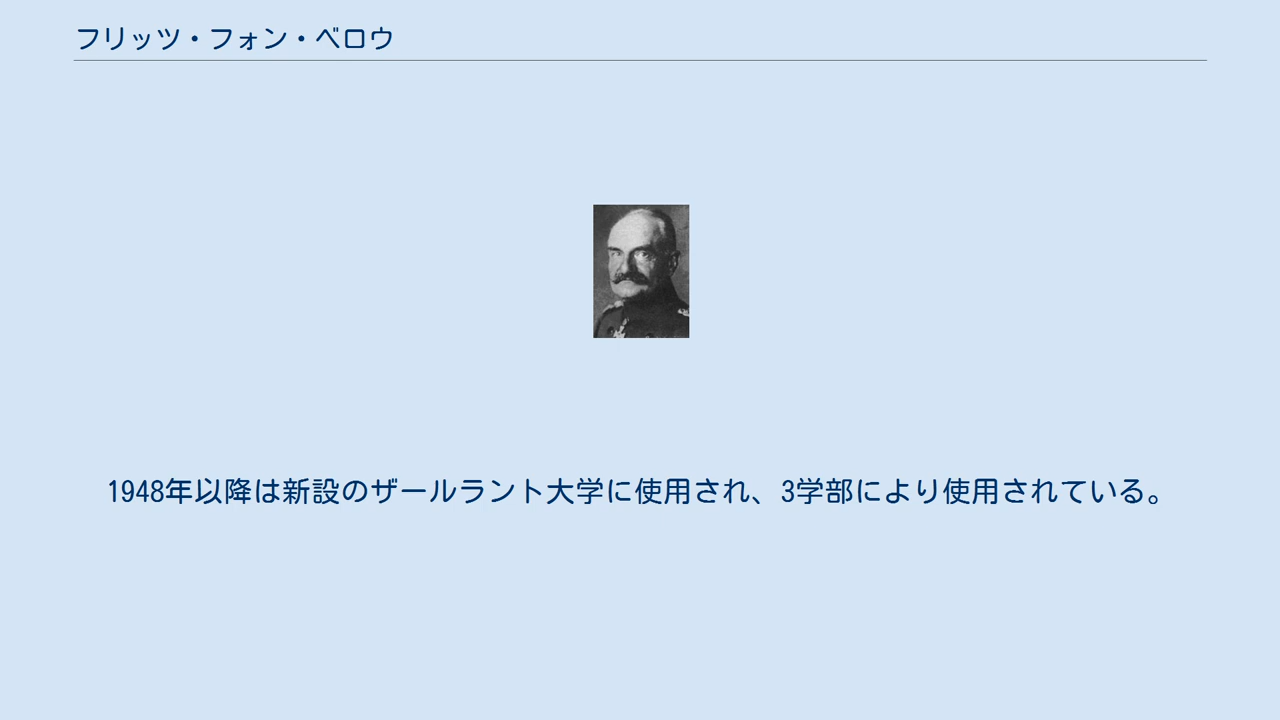 フリッツ・フォン・ベロウ
1948年以降は新設のザールラント大学に使用され、3学部により使用されている。